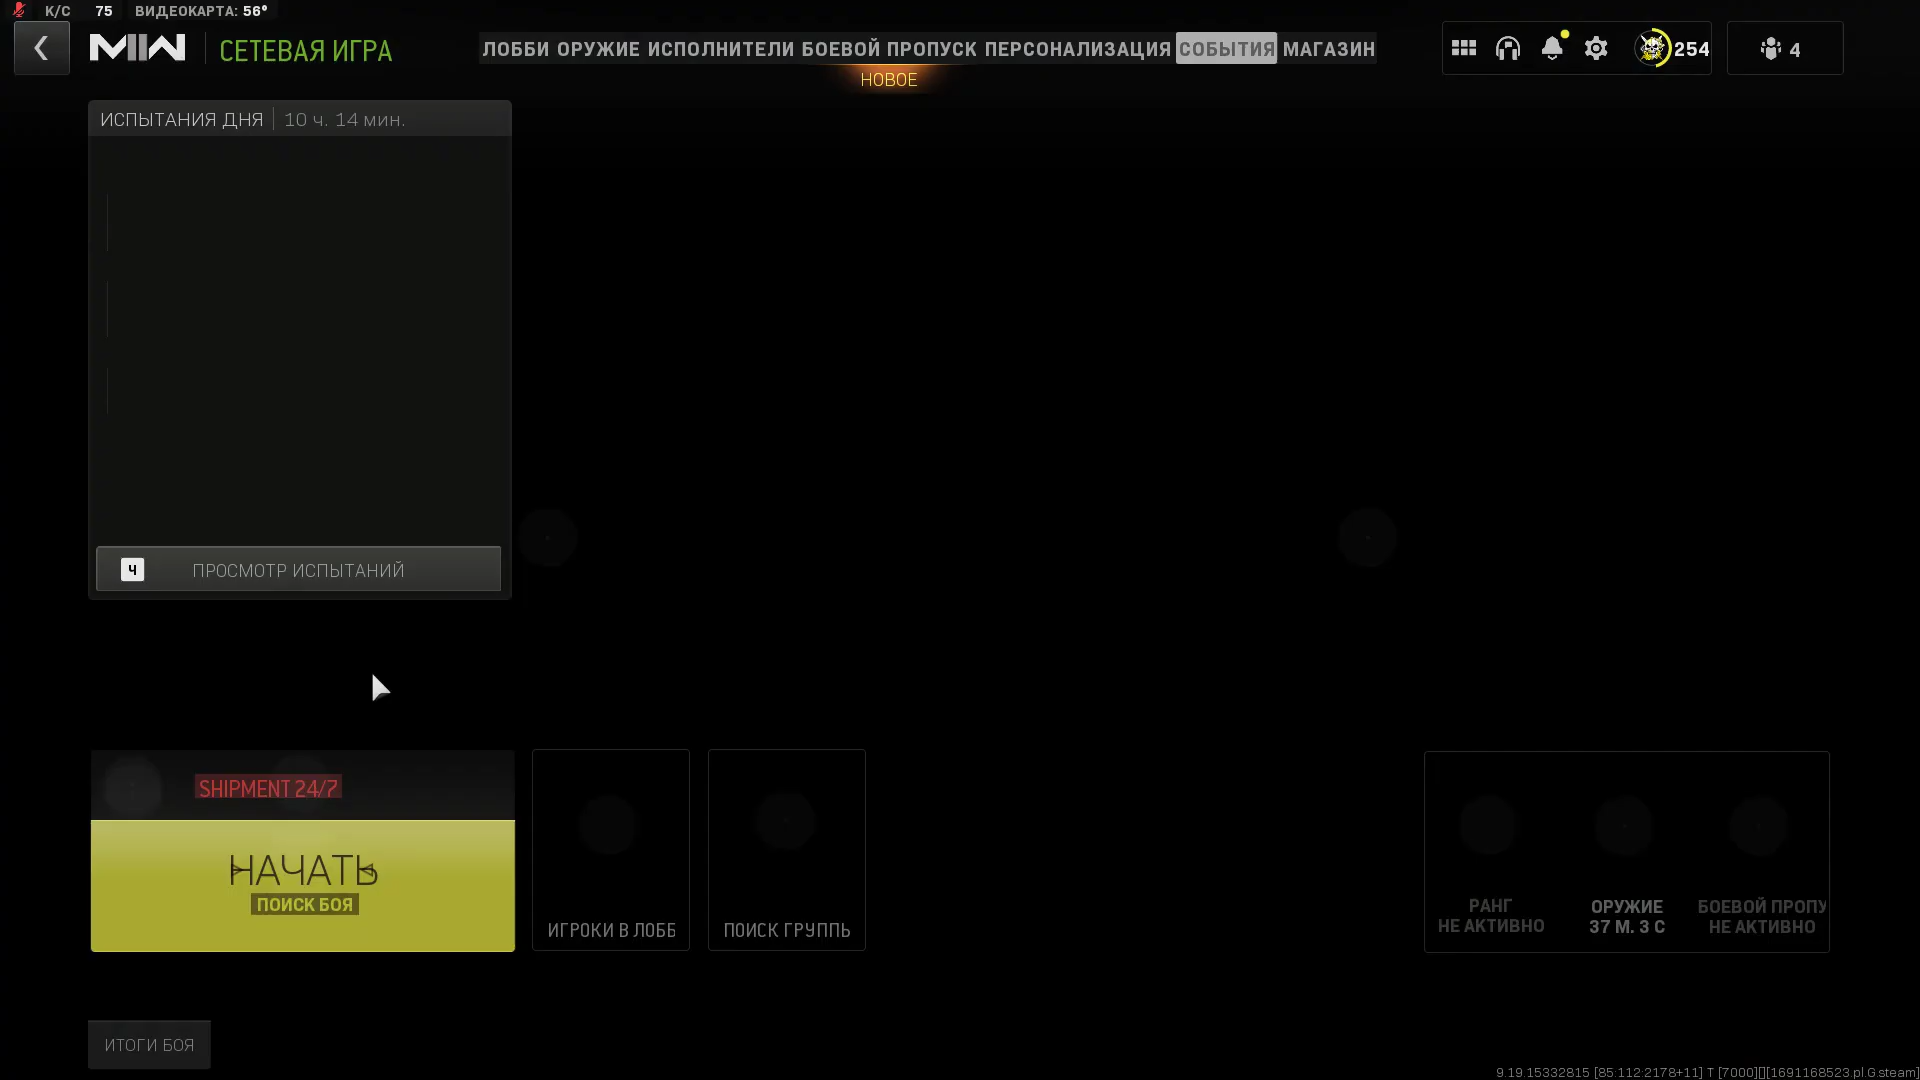 К/С 75 ВИДЕОКАРТА: 56°
MW СЕТЕВАЯ ИГРА
ЛОББИ ОРУЖИЕ ИСПОЛНИТЕЛИ БОЕВОЙ ПРОПУСК ПЕРСОНАЛИЗАЦИЯ СОБЫТИЯ МАГАЗИН
НОВОЕ
254
4
ИСПЫТАНИЯ ДНЯ 10 ч. 14 мин.
Ч ПРОСМОТР ИСПЫТАНИЙ
SHIPMENT 24/7
НАЧАТЬ
ПОИСК БОЯ
ИГРОКИ В ЛОББ
ПОИСК ГРУППЬ
РАНГ
НЕ АКТИВНО
ОРУЖИЕ
37 М. 3 С
БОЕВОЙ ПРОПУ
НЕ АКТИВНО
ИТОГИ БОЯ
9.19.15332815 [85:112:2178+11] T [7000][][1691168523.pl.G.steam]